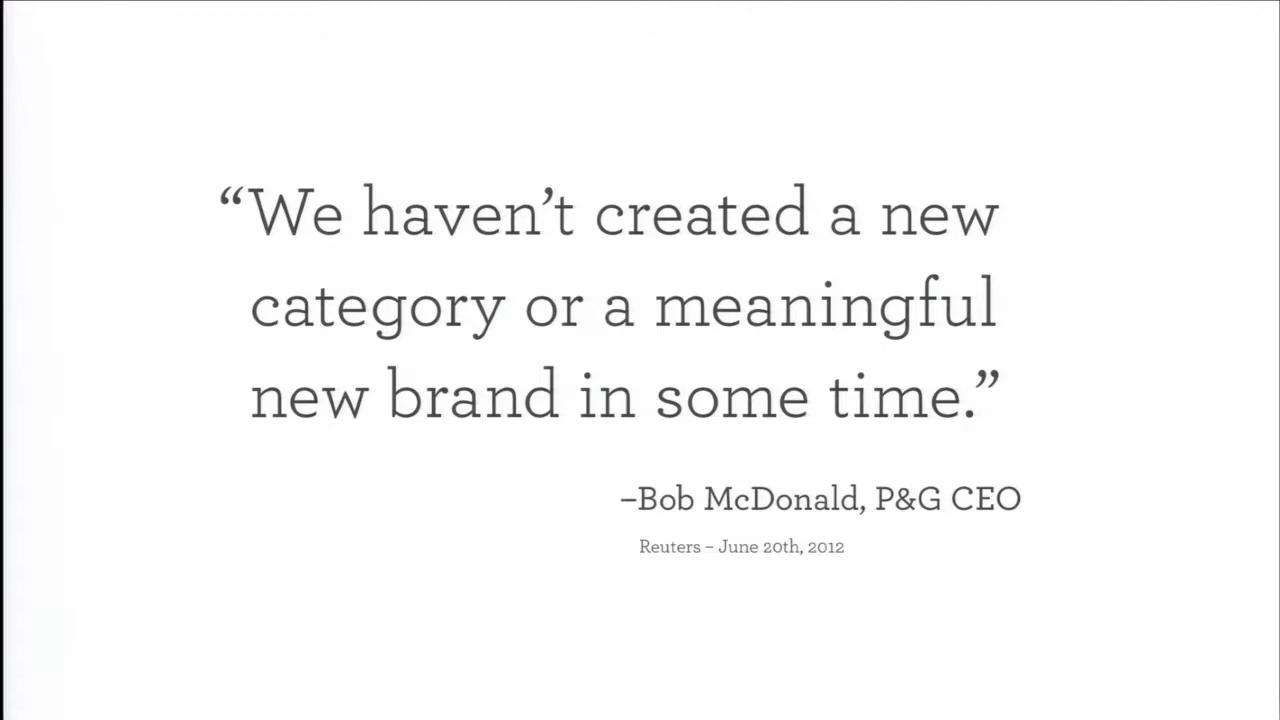 “We haven’t created a new
category or a meaningful
new brand in some time.”
–Bob McDonald, P&G CEO
Reuters – June 20th, 2012